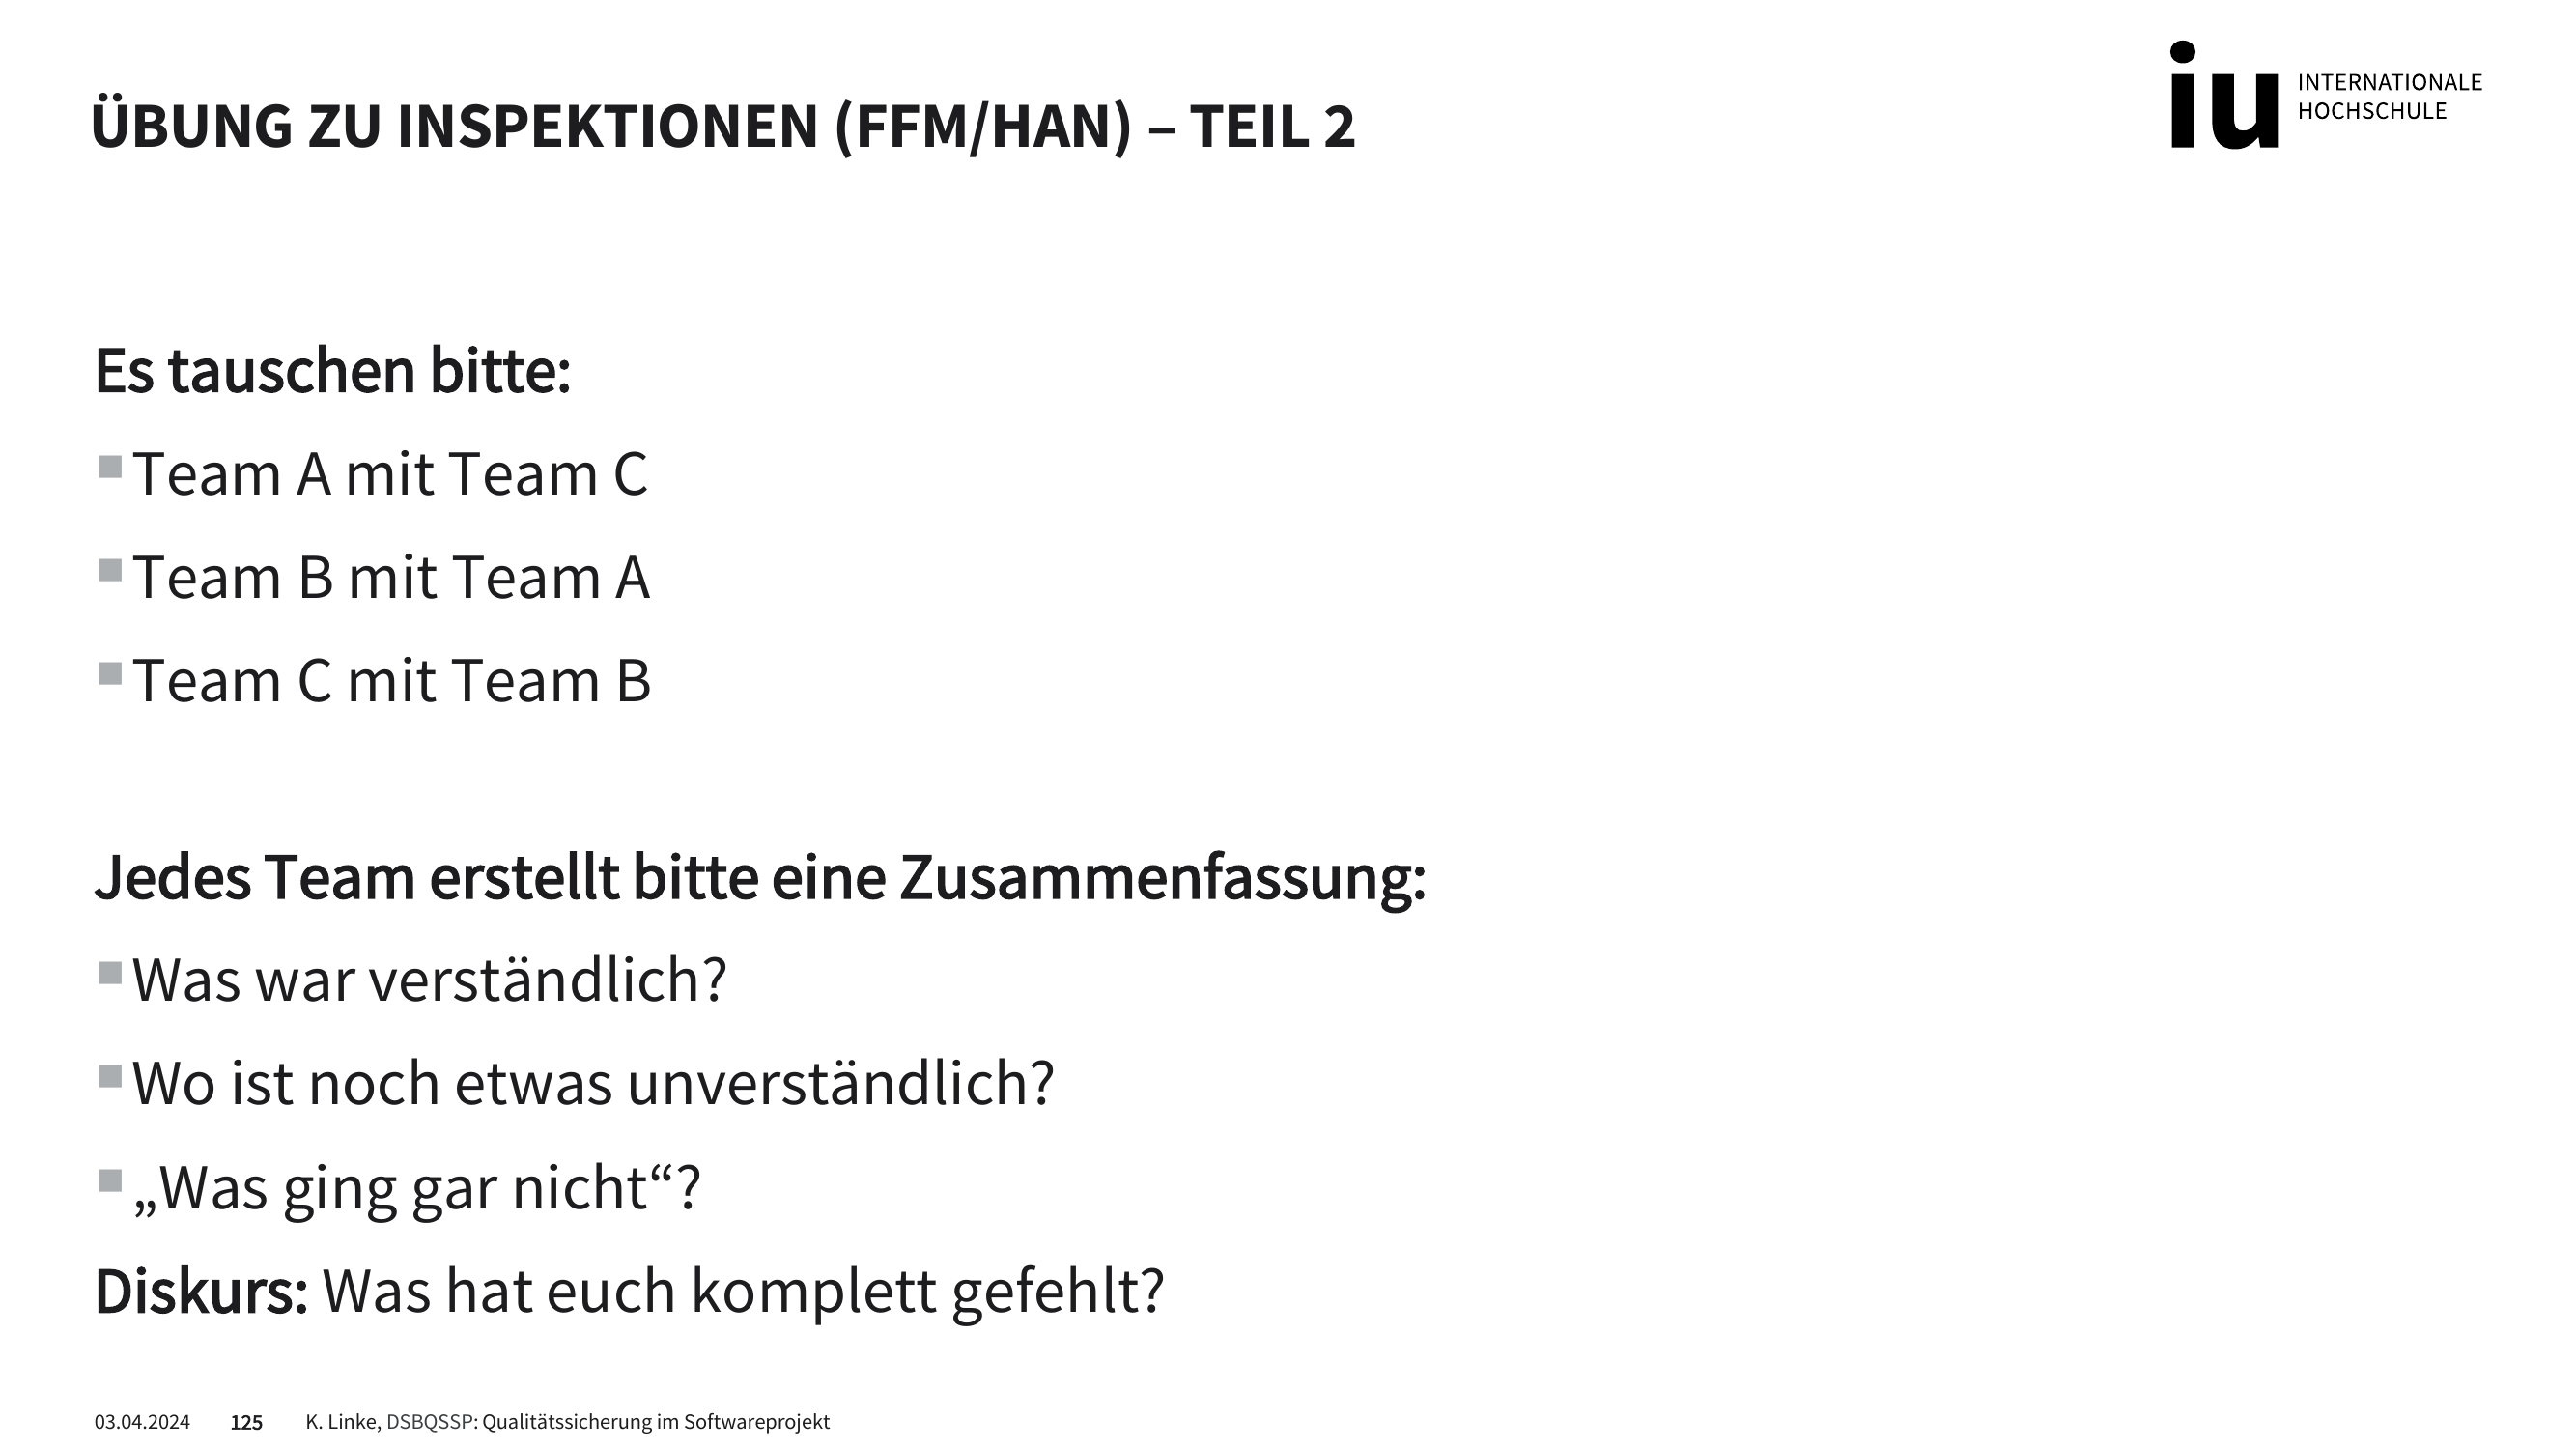 ÜBUNG ZU INSPEKTIONEN (FFM/HAN) – TEIL 2
iu INTERNATIONALE
HOCHSCHULE
Es tauschen bitte:
Team A mit Team C
Team B mit Team A
Team C mit Team B
Jedes Team erstellt bitte eine Zusammenfassung:
Was war verständlich?
Wo ist noch etwas unverständlich?
„Was ging gar nicht“?
Diskurs: Was hat euch komplett gefehlt?
03.04.2024 125 K. Linke, DSBQSSP: Qualitätssicherung im Softwareprojekt